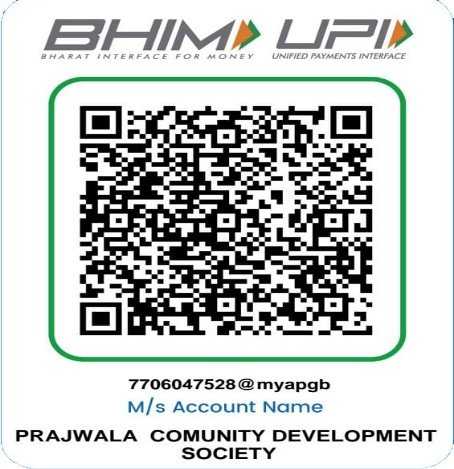 BHIM UPI
BHARAT INTERFACE FOR MONEY UNIFIED PAYMENTS INTERFACE
7706047528@myapgb
M/s Account Name
PRAJWALA COMUNITY DEVELOPMENT
SOCIETY